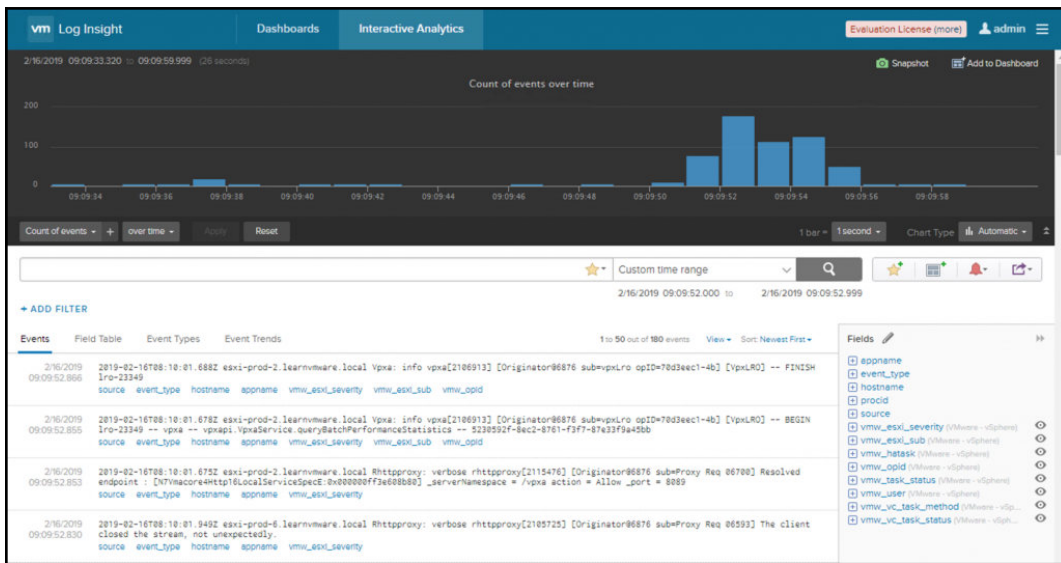 vm Log Insight
Dashboards
Interactive Analytics
Evaluation License (more)
admin
2/16/2019 09:09:33.320 to 09:09:59.999 (26 seconds)
Snapshot
Add to Dashboard
Count of events over time
200
100
0
09:09:34 09:09:36 09:09:38 09:09:40 09:09:42 09:09:44 09:09:46 09:09:48 09:09:50 09:09:52 09:09:54 09:09:56 09:09:58
Count of events + over time Apply Reset
1 bar = 1 second Chart Type Automatic
Custom time range
2/16/2019 09:09:52.000 to 2/16/2019 09:09:52.999
+ ADD FILTER
Events Field Table Event Types Event Trends
1 to 50 out of 180 events View Sort: Newest First
2/16/2019
09:09:52.866
2019-02-16T08:10:01.688Z esxi-prod-2.learnvmware.local Vpxa: info vpxa[2106913] [Originator@6876 sub=vpxLro opID=70d3eec1-4b] [VpxLRO] -- FINISH
lro-23349
source event_type hostname appname vmw_esxi_severity vmw_esxi_sub vmw_opid
2/16/2019
09:09:52.855
2019-02-16T08:10:01.678Z esxi-prod-2.learnvmware.local Vpxa: info vpxa[2106913] [Originator@6876 sub=vpxLro opID=70d3eec1-4b] [VpxLRO] -- BEGIN
lro-23349 -- vpxa -- vpxapi.VpxaService.queryBatchPerformanceStatistics -- 5230592f-8ec2-8761-f3f7-87e33f9a45bb
source event_type hostname appname vmw_esxi_severity vmw_esxi_sub vmw_opid
2/16/2019
09:09:52.853
2019-02-16T08:10:01.675Z esxi-prod-2.learnvmware.local Rhttpproxy: verbose rhttpproxy[2115476] [Originator@6876 sub=Proxy Req 06700] Resolved
endpoint : [N7Vmacore4Http16LocalServiceSpecE:0x000000ff3e608b80] _serverNamespace = /vpxa action = Allow _port = 8089
source event_type hostname appname vmw_esxi_severity
2/16/2019
09:09:52.830
2019-02-16T08:10:01.949Z esxi-prod-6.learnvmware.local Rhttpproxy: verbose rhttpproxy[2105725] [Originator@6876 sub=Proxy Req 06593] The client
closed the stream, not unexpectedly.
source event_type hostname appname vmw_esxi_severity
Fields
appname
event_type
hostname
procid
source
vmw_esxi_severity (VMware - vSphere)
vmw_esxi_sub (VMware - vSphere)
vmw_hatask (VMware - vSphere)
vmw_opid (VMware - vSphere)
vmw_task_status (VMware - vSphere)
vmw_user (VMware - vSphere)
vmw_vc_task_method (VMware - vSp...
vmw_vc_task_status (VMware - vSph...